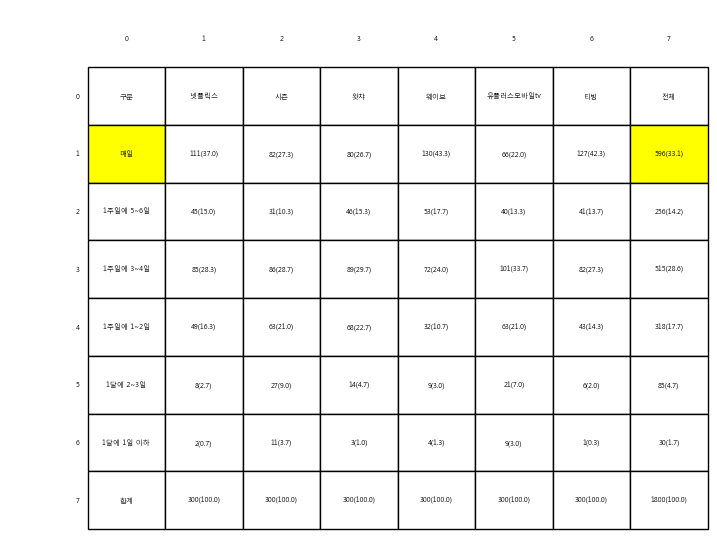 0 1 2 3 4 5 6 7
0 구분 넷플릭스 시즌 왓챠 웨이브 유플러스모바일tv 티빙 전체
1 매일 111(37.0) 82(27.3) 80(26.7) 130(43.3) 66(22.0) 127(42.3) 596(33.1)
2 1주일에 5~6일 45(15.0) 31(10.3) 46(15.3) 53(17.7) 40(13.3) 41(13.7) 256(14.2)
3 1주일에 3~4일 85(28.3) 86(28.7) 89(29.7) 72(24.0) 101(33.7) 82(27.3) 515(28.6)
4 1주일에 1~2일 49(16.3) 63(21.0) 68(22.7) 32(10.7) 63(21.0) 43(14.3) 318(17.7)
5 1달에 2~3일 8(2.7) 27(9.0) 14(4.7) 9(3.0) 21(7.0) 6(2.0) 85(4.7)
6 1달에 1일 이하 2(0.7) 11(3.7) 3(1.0) 4(1.3) 9(3.0) 1(0.3) 30(1.7)
7 합계 300(100.0) 300(100.0) 300(100.0) 300(100.0) 300(100.0) 300(100.0) 1800(100.0)